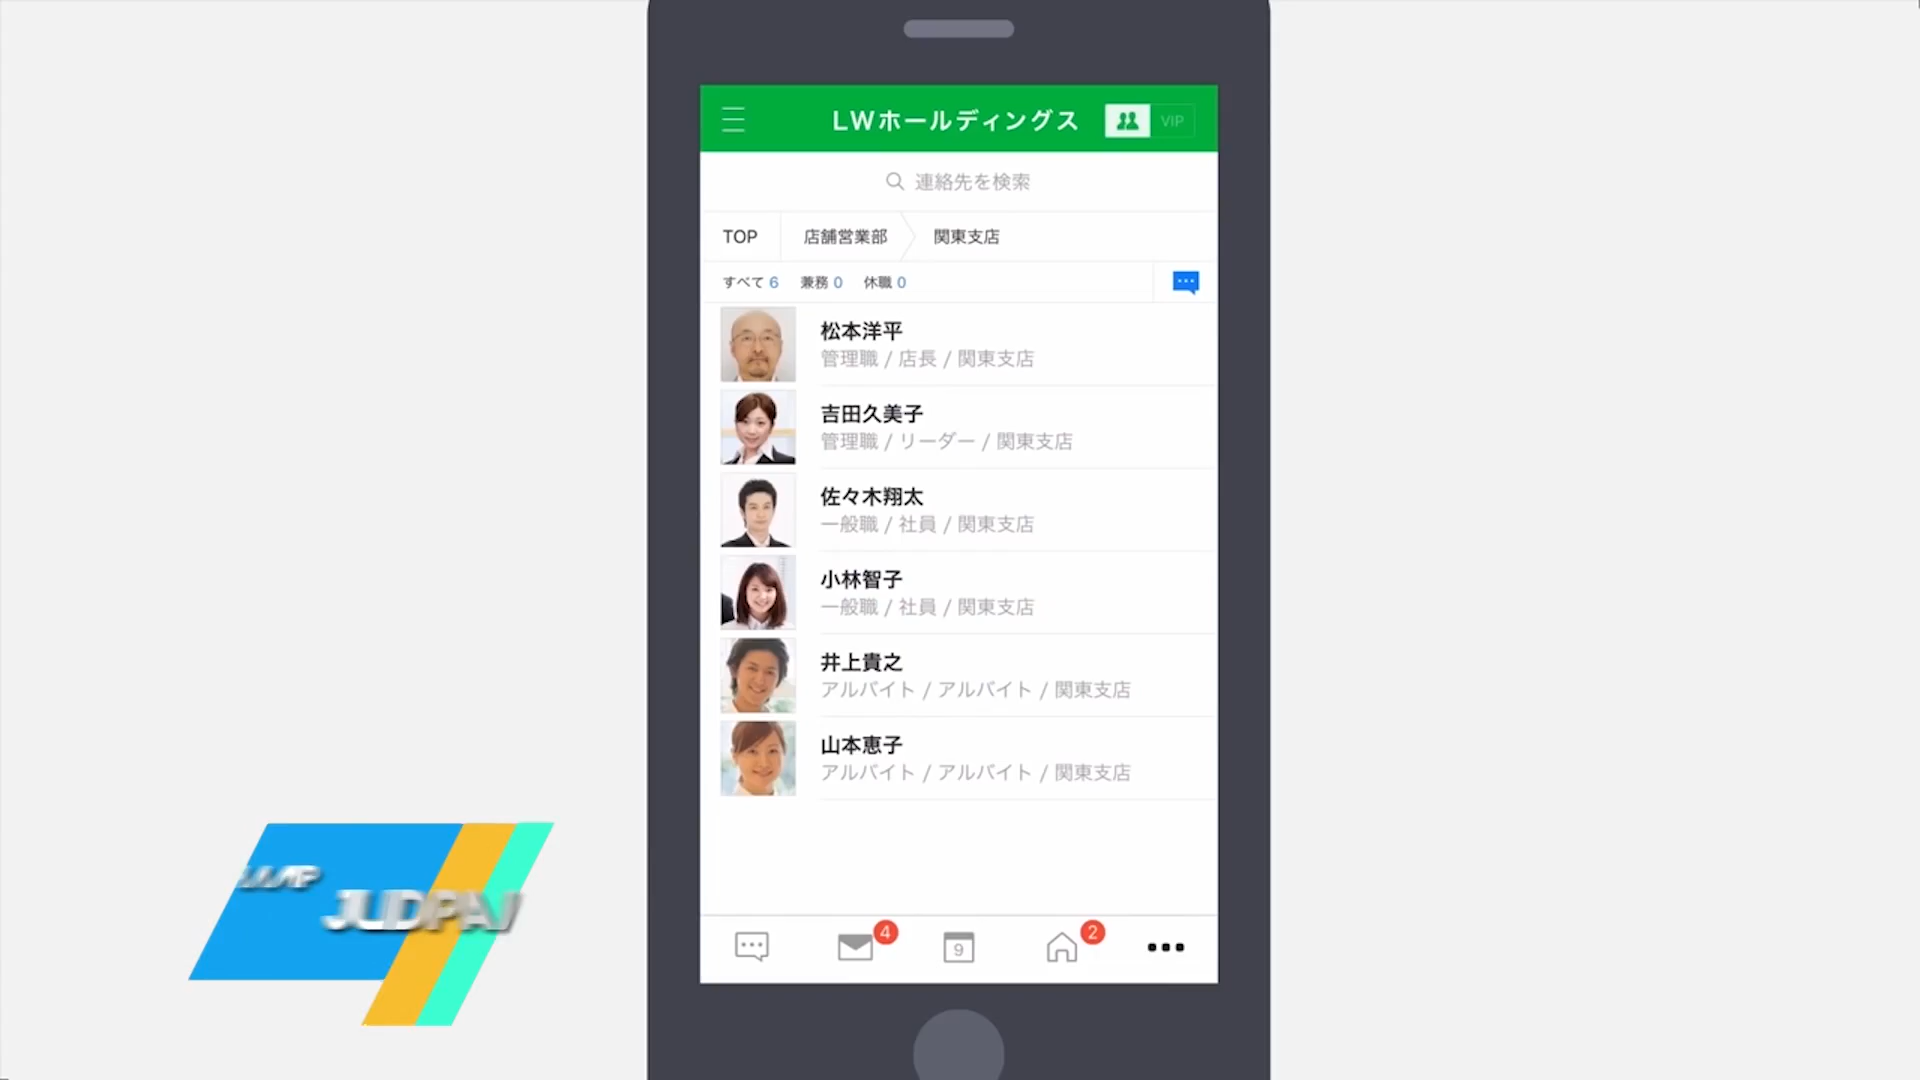 LWホールディングス
VIP
連絡先を検索
TOP 店舗営業部 関東支店
すべて 6 兼務 0 休職 0
松本洋平
管理職 / 店長 / 関東支店
吉田久美子
管理職 / リーダー / 関東支店
佐々木翔太
一般職 / 社員 / 関東支店
小林智子
一般職 / 社員 / 関東支店
井上貴之
アルバイト / アルバイト / 関東支店
山本恵子
アルバイト / アルバイト / 関東支店
4
9
2